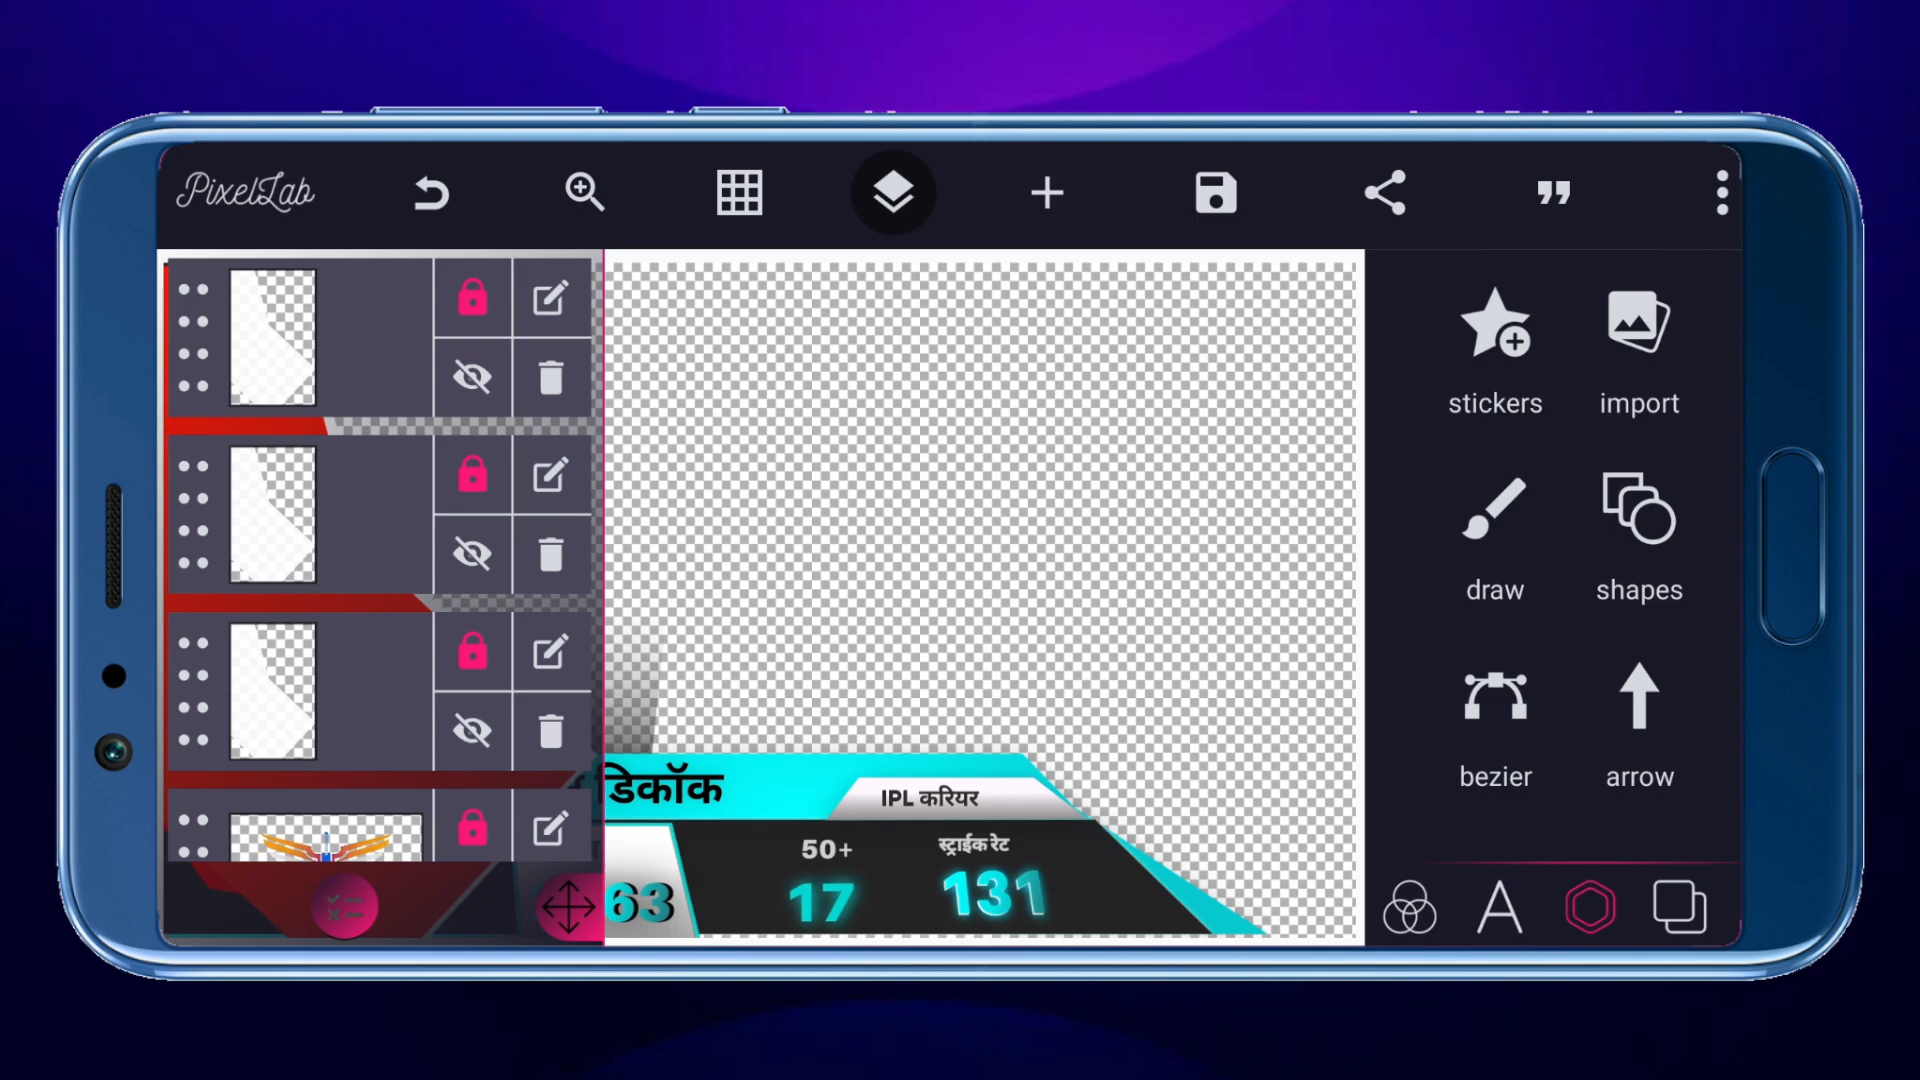 PixelLab
stickers
import
draw
shapes
bezier
arrow
डिकॉक
IPL करियर
50+
स्ट्राईक रेट
63
17
131